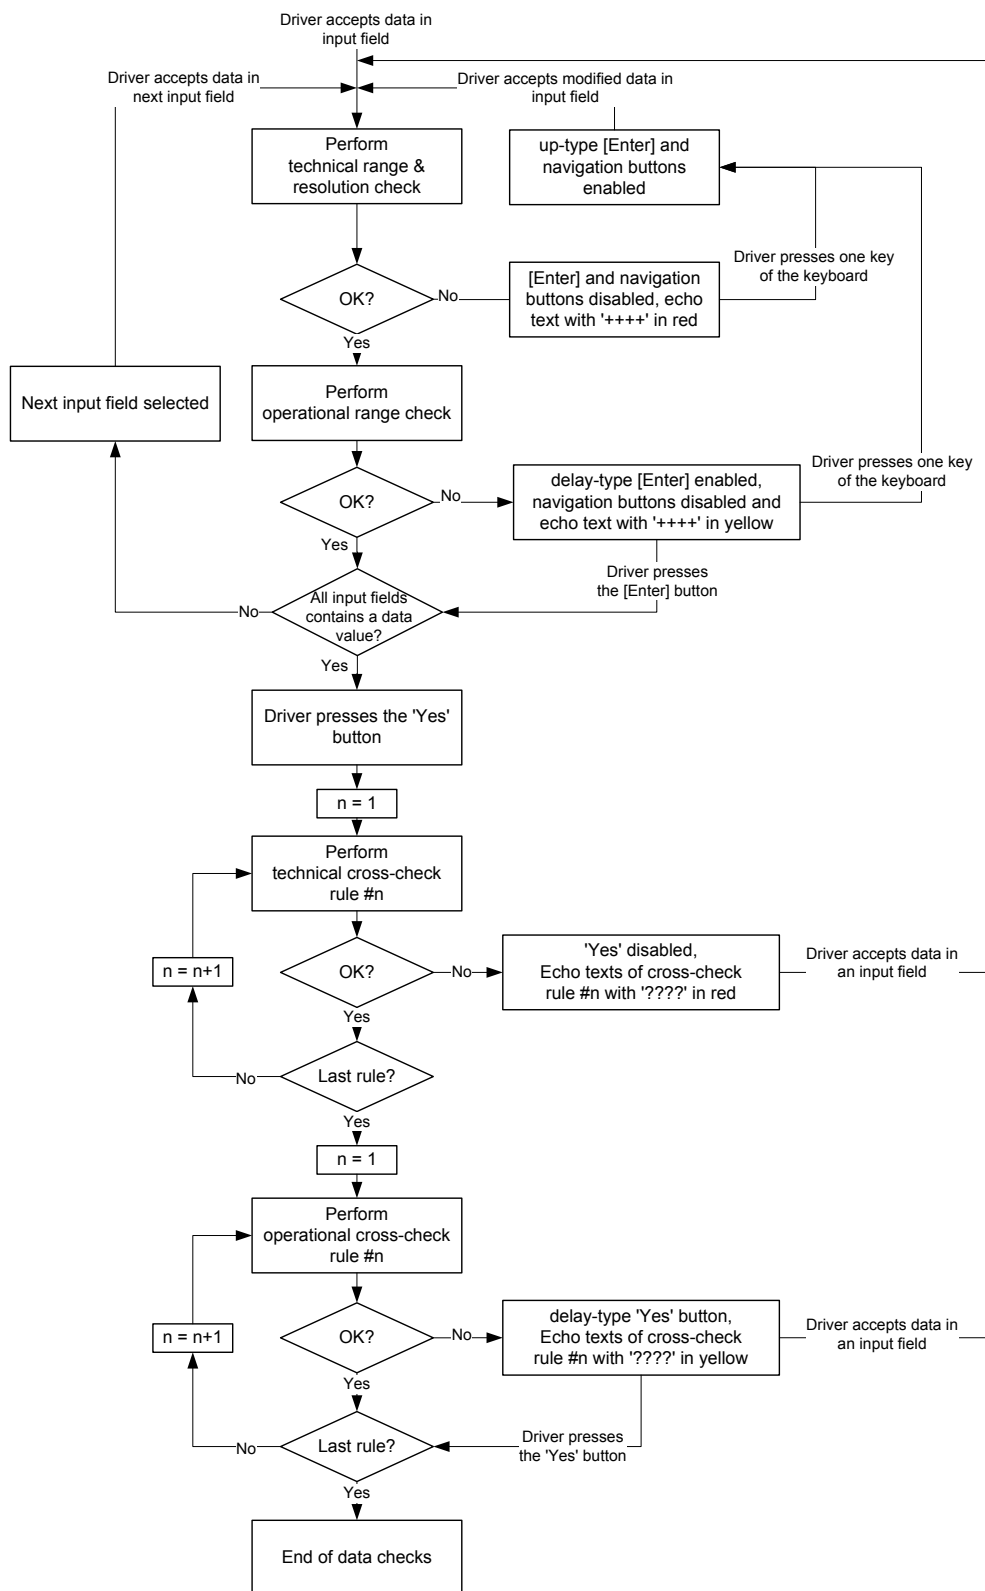 Driver accepts data in
input field
Driver accepts data in
next input field
Driver accepts modified data in
input field
Perform
technical range &
resolution check
up-type [Enter] and
navigation buttons
enabled
Driver presses one key
of the keyboard
OK?
No
[Enter] and navigation
buttons disabled, echo
text with '++++' in red
Yes
Next input field selected
Perform
operational range check
Driver presses one key
of the keyboard
OK?
No
delay-type [Enter] enabled,
navigation buttons disabled and
echo text with '++++' in yellow
Yes
Driver presses
the [Enter] button
No
All input fields
contains a data
value?
Yes
Driver presses the 'Yes'
button
n = 1
Perform
technical cross-check
rule #n
n = n+1
OK?
No
'Yes' disabled,
Echo texts of cross-check
rule #n with '????' in red
Driver accepts data in
an input field
Yes
No
Last rule?
Yes
n = 1
Perform
operational cross-check
rule #n
n = n+1
OK?
No
delay-type 'Yes' button,
Echo texts of cross-check
rule #n with '????' in yellow
Driver accepts data in
an input field
Yes
No
Last rule?
Driver presses
the 'Yes' button
Yes
End of data checks